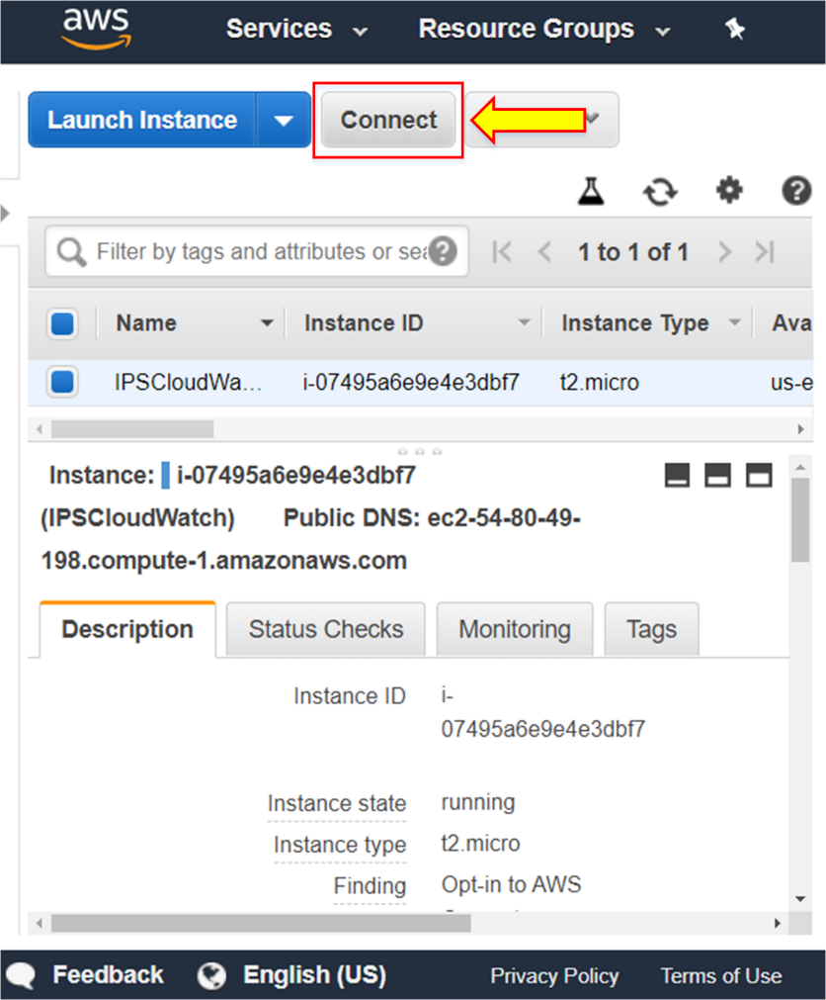 aws Services Resource Groups
Launch Instance Connect
Filter by tags and attributes or sea 1 to 1 of 1
Name Instance ID Instance Type Ava
IPSCloudWa... i-07495a6e9e4e3dbf7 t2.micro us-e
Instance: i-07495a6e9e4e3dbf7
(IPSCloudWatch) Public DNS: ec2-54-80-49-
198.compute-1.amazonaws.com
Description Status Checks Monitoring Tags
Instance ID i-
07495a6e9e4e3dbf7
Instance state running
Instance type t2.micro
Finding Opt-in to AWS
Feedback English (US) Privacy Policy Terms of Use